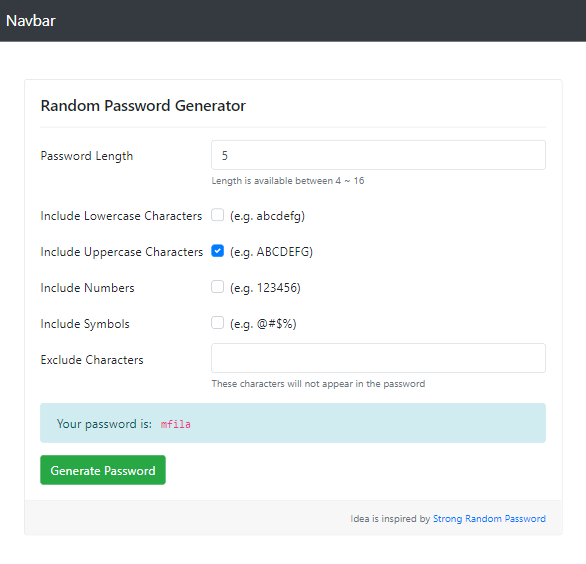 Navbar
Random Password Generator
Password Length 5
Length is available between 4 ~ 16
Include Lowercase Characters (e.g. abcdefg)
Include Uppercase Characters (e.g. ABCDEFG)
Include Numbers (e.g. 123456)
Include Symbols (e.g. @#$%)
Exclude Characters
These characters will not appear in the password
Your password is: mfila
Generate Password
Idea is inspired by Strong Random Password